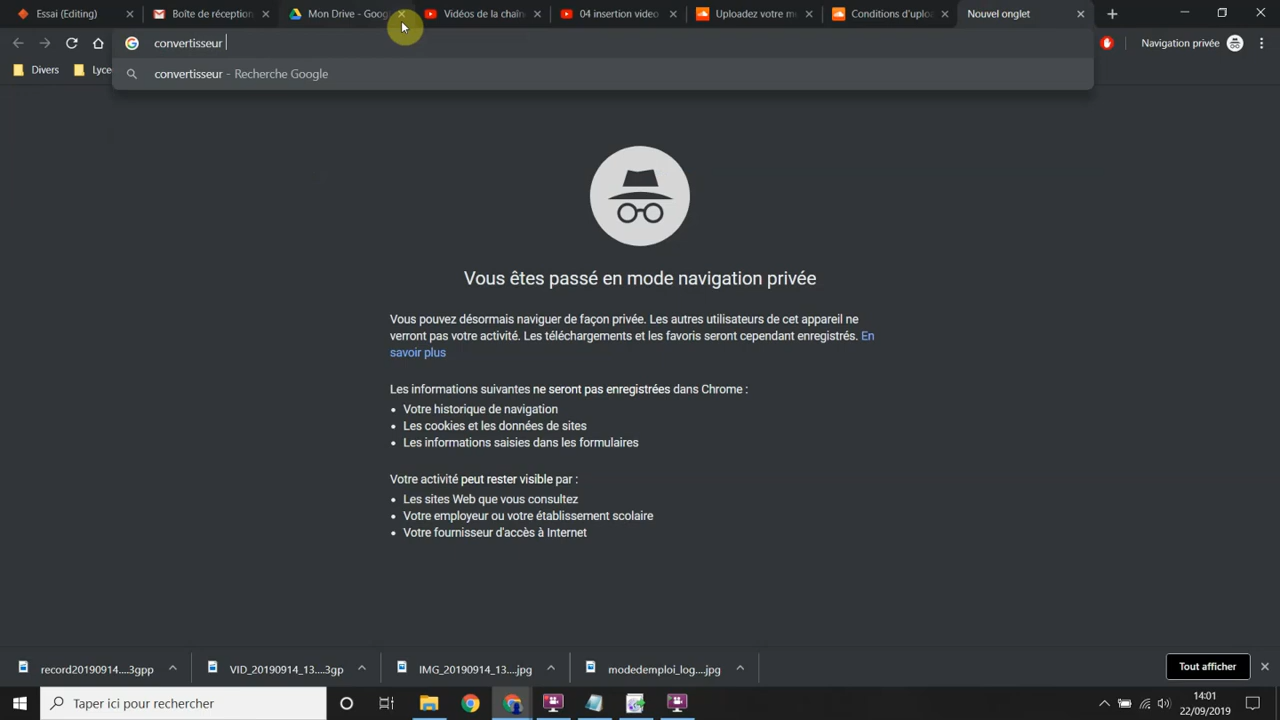 Essai (Editing)
Boîte de réception
Mon Drive - Goog
Vidéos de la chaîn
04 insertion video
Uploadez votre m
Conditions d'uploa
Nouvel onglet
convertisseur
Navigation privée
Divers
Lyce
convertisseur - Recherche Google
Vous êtes passé en mode navigation privée
Vous pouvez désormais naviguer de façon privée. Les autres utilisateurs de cet appareil ne
verront pas votre activité. Les téléchargements et les favoris seront cependant enregistrés. En
savoir plus
Les informations suivantes ne seront pas enregistrées dans Chrome :
• Votre historique de navigation
• Les cookies et les données de sites
• Les informations saisies dans les formulaires
Votre activité peut rester visible par :
• Les sites Web que vous consultez
• Votre employeur ou votre établissement scolaire
• Votre fournisseur d'accès à Internet
record20190914....3gpp
VID_20190914_13....3gp
IMG_20190914_13....jpg
modedemploi_log....jpg
Tout afficher
Taper ici pour rechercher
14:01
22/09/2019